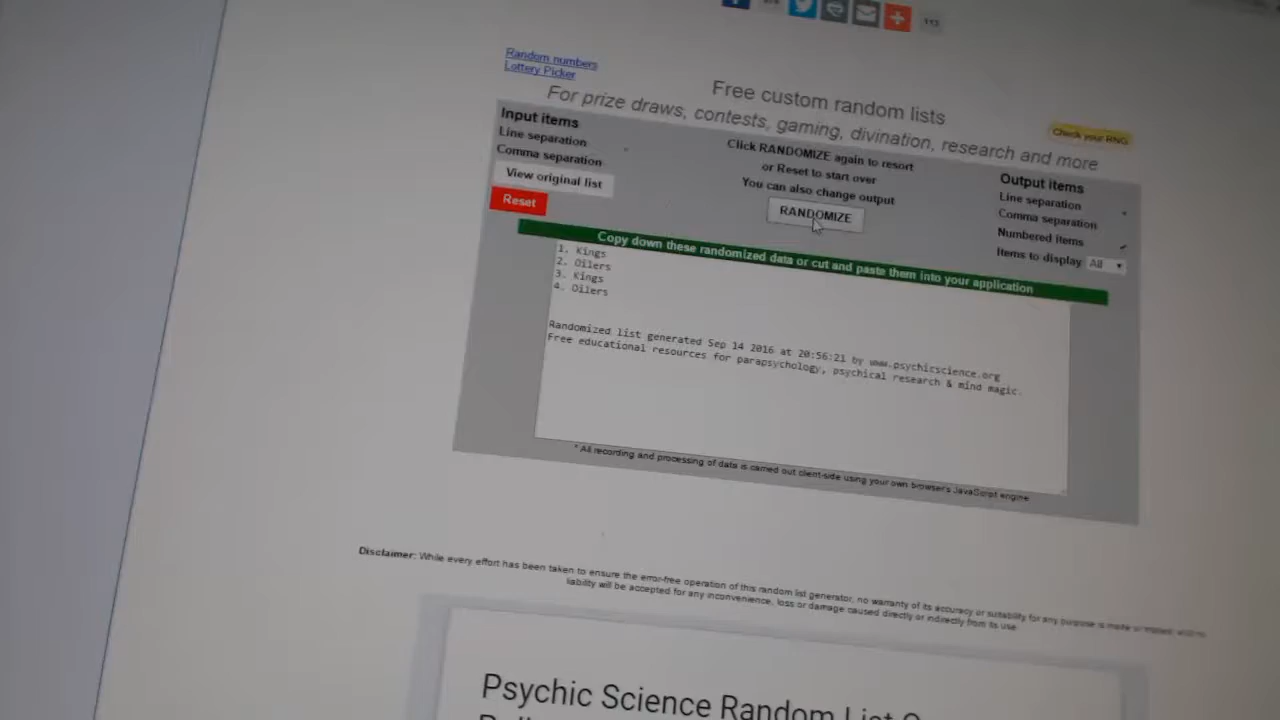 113
Random numbers
Lottery Picker
Free custom random lists
For prize draws, contests, gaming, divination, research and more
Check your RNG
Input items
Line separation
Comma separation
View original list
Reset
Click RANDOMIZE again to resort
or Reset to start over
You can also change output
RANDOMIZE
Output items
Line separation
Comma separation
Numbered items
Items to display All
Copy down these randomized data or cut and paste them into your application
1. Kings
2. Oilers
3. Kings
4. Oilers
Randomized list generated Sep 14 2016 at 20:56:21 by www.psychicscience.org
Free educational resources for parapsychology, psychical research & mind magic.
* All recording and processing of data is carried out client-side using your own browser's JavaScript engine
Disclaimer: While every effort has been taken to ensure the error-free operation of this random list generator, no warranty of its accuracy or suitability for any purpose is made or implied
liability will be accepted for any inconvenience, loss or damage caused directly or indirectly from its use.
Psychic Science Random List